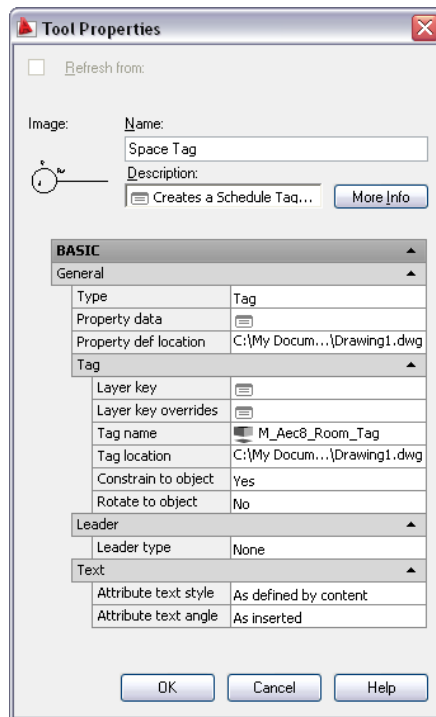 Tool Properties
Refresh from:
Image:
Name:
Space Tag
Description:
Creates a Schedule Tag...
More Info
BASIC
General
Type Tag
Property data
Property def location C:\My Docum...\Drawing1.dwg
Tag
Layer key
Layer key overrides
Tag name M_Aec8_Room_Tag
Tag location C:\My Docum...\Drawing1.dwg
Constrain to object Yes
Rotate to object No
Leader
Leader type None
Text
Attribute text style As defined by content
Attribute text angle As inserted
OK Cancel Help